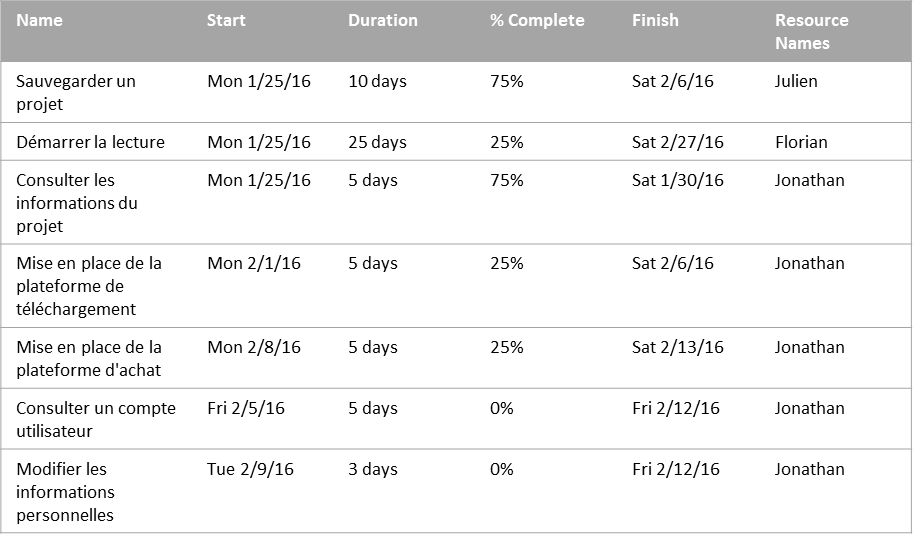 Name Start Duration % Complete Finish Resource
Names
Sauvegarder un Mon 1/25/16 10 days 75% Sat 2/6/16 Julien
projet
Démarrer la lecture Mon 1/25/16 25 days 25% Sat 2/27/16 Florian
Consulter les Mon 1/25/16 5 days 75% Sat 1/30/16 Jonathan
informations du
projet
Mise en place de la Mon 2/1/16 5 days 25% Sat 2/6/16 Jonathan
plateforme de
téléchargement
Mise en place de la Mon 2/8/16 5 days 25% Sat 2/13/16 Jonathan
plateforme d'achat
Consulter un compte Fri 2/5/16 5 days 0% Fri 2/12/16 Jonathan
utilisateur
Modifier les Tue 2/9/16 3 days 0% Fri 2/12/16 Jonathan
informations
personnelles